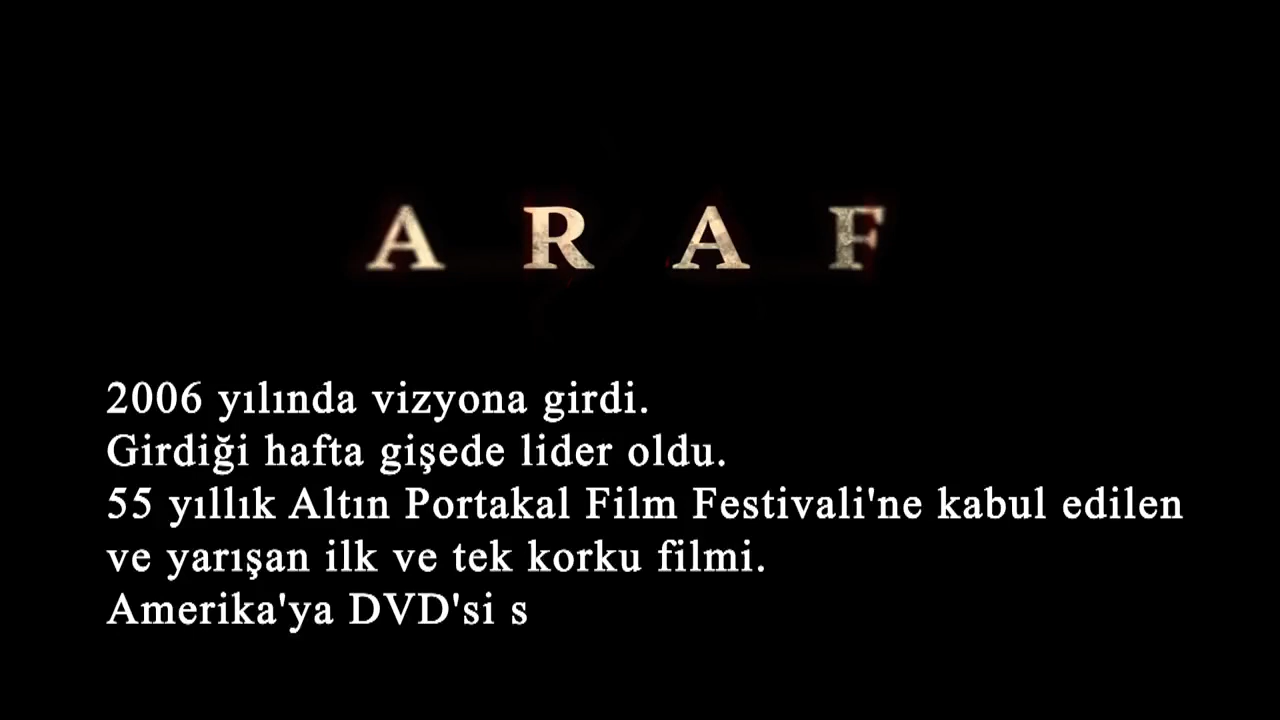 A R A F
2006 yılında vizyona girdi.
Girdiği hafta gişede lider oldu.
55 yıllık Altın Portakal Film Festivali'ne kabul edilen
ve yarışan ilk ve tek korku filmi.
Amerika'ya DVD'si s